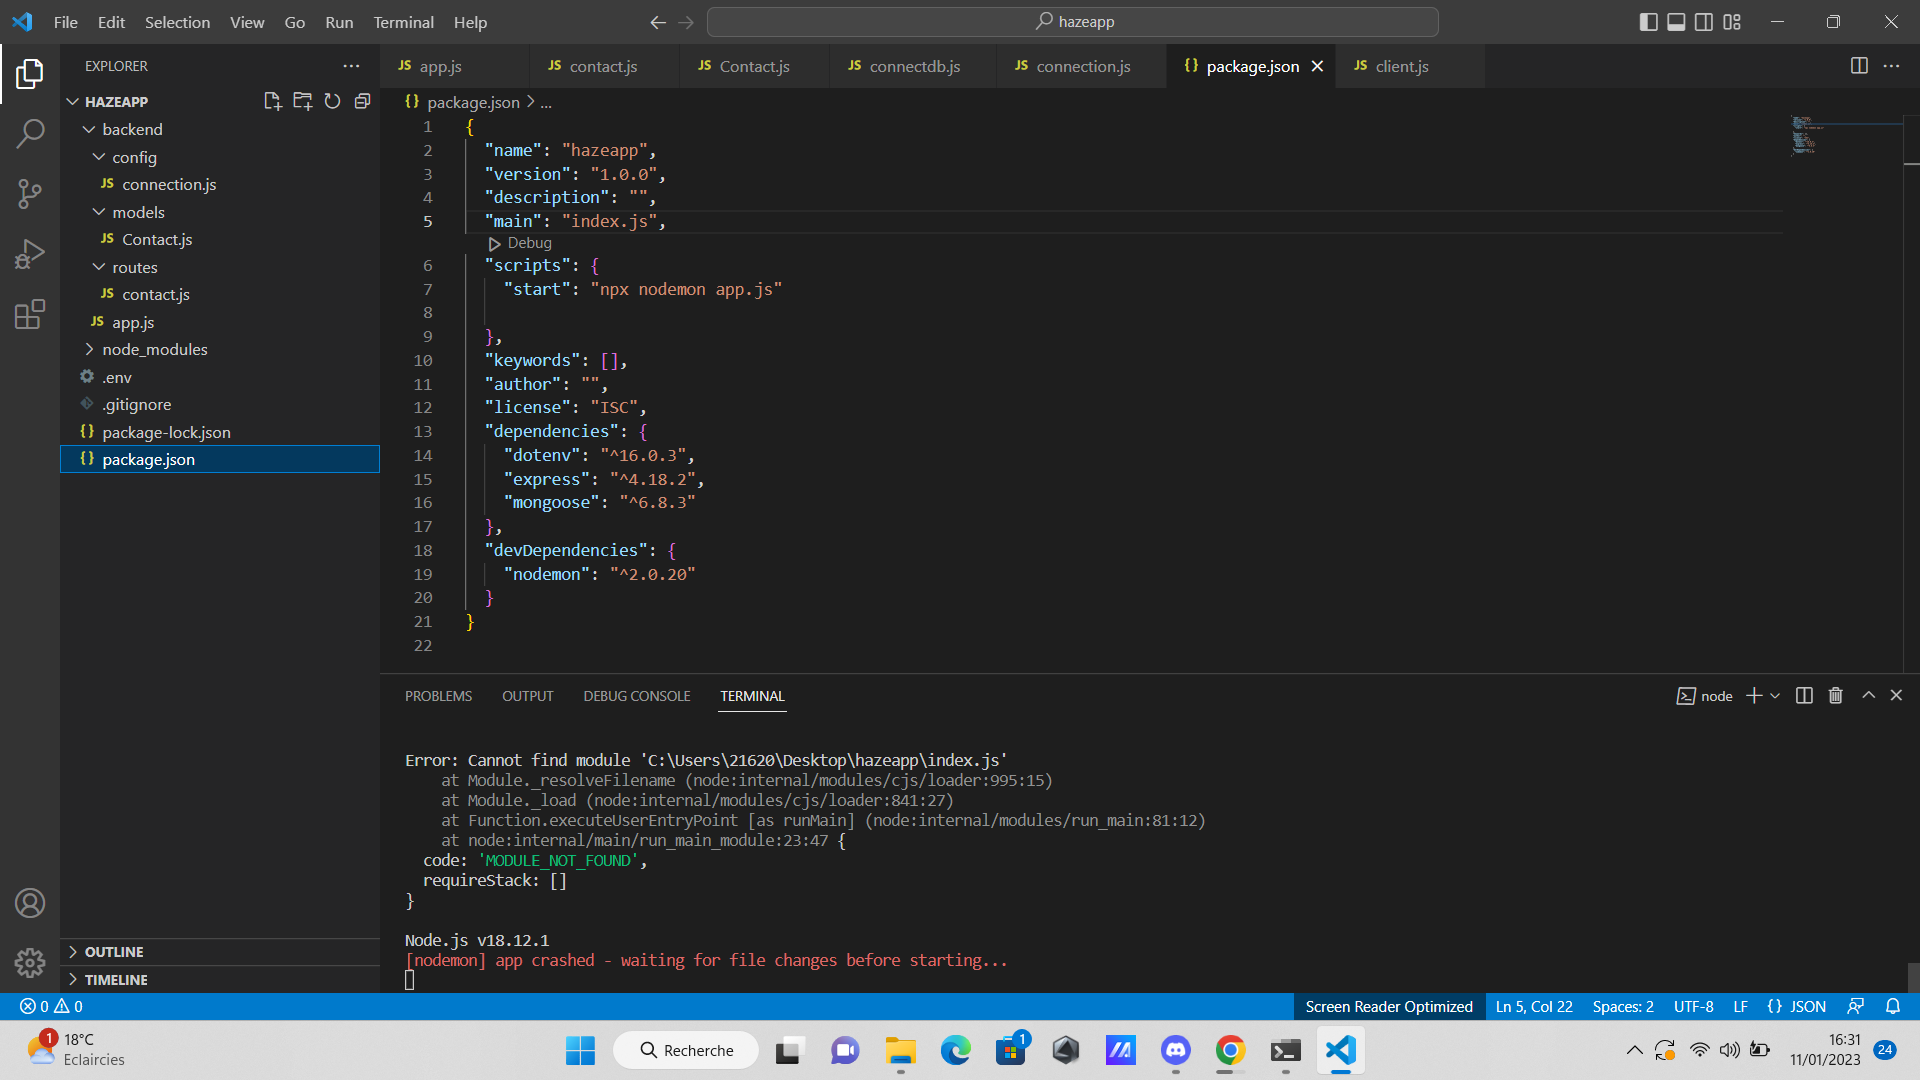 File Edit Selection View Go Run Terminal Help
hazeapp
EXPLORER
HAZEAPP
backend
config
JS connection.js
models
JS Contact.js
routes
JS contact.js
JS app.js
node_modules
.env
.gitignore
{} package-lock.json
{} package.json
OUTLINE
TIMELINE
JS app.js JS contact.js JS Contact.js JS connectdb.js JS connection.js {} package.json JS client.js
{} package.json > ...
1 {
2 "name": "hazeapp",
3 "version": "1.0.0",
4 "description": "",
5 "main": "index.js",
Debug
6 "scripts": {
7 "start": "npx nodemon app.js"
8
9 },
10 "keywords": [],
11 "author": "",
12 "license": "ISC",
13 "dependencies": {
14 "dotenv": "^16.0.3",
15 "express": "^4.18.2",
16 "mongoose": "^6.8.3"
17 },
18 "devDependencies": {
19 "nodemon": "^2.0.20"
20 }
21 }
22
PROBLEMS OUTPUT DEBUG CONSOLE TERMINAL
node
Error: Cannot find module 'C:\Users\21620\Desktop\hazeapp\index.js'
at Module._resolveFilename (node:internal/modules/cjs/loader:995:15)
at Module._load (node:internal/modules/cjs/loader:841:27)
at Function.executeUserEntryPoint [as runMain] (node:internal/modules/run_main:81:12)
at node:internal/main/run_main_module:23:47 {
code: 'MODULE_NOT_FOUND',
requireStack: []
}
Node.js v18.12.1
[nodemon] app crashed - waiting for file changes before starting...
0 0
Screen Reader Optimized Ln 5, Col 22 Spaces: 2 UTF-8 LF {} JSON
1
18°C
Eclaircies
Recherche
1
16:31
11/01/2023
24